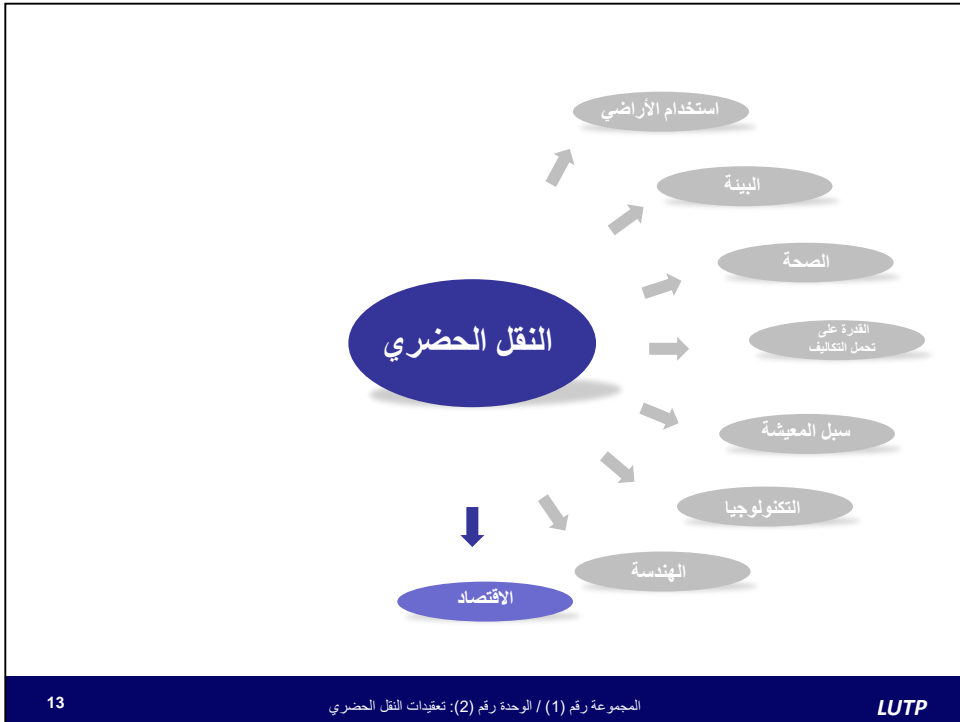 استخدام الأراضي
البيئة
الصحة
القدرة على
تحمل التكاليف
النقل الحضري
سبل المعيشة
التكنولوجيا
الهندسة
الاقتصاد
13
المجموعة رقم (1) / الوحدة رقم (2): تعقيدات النقل الحضري
LUTP